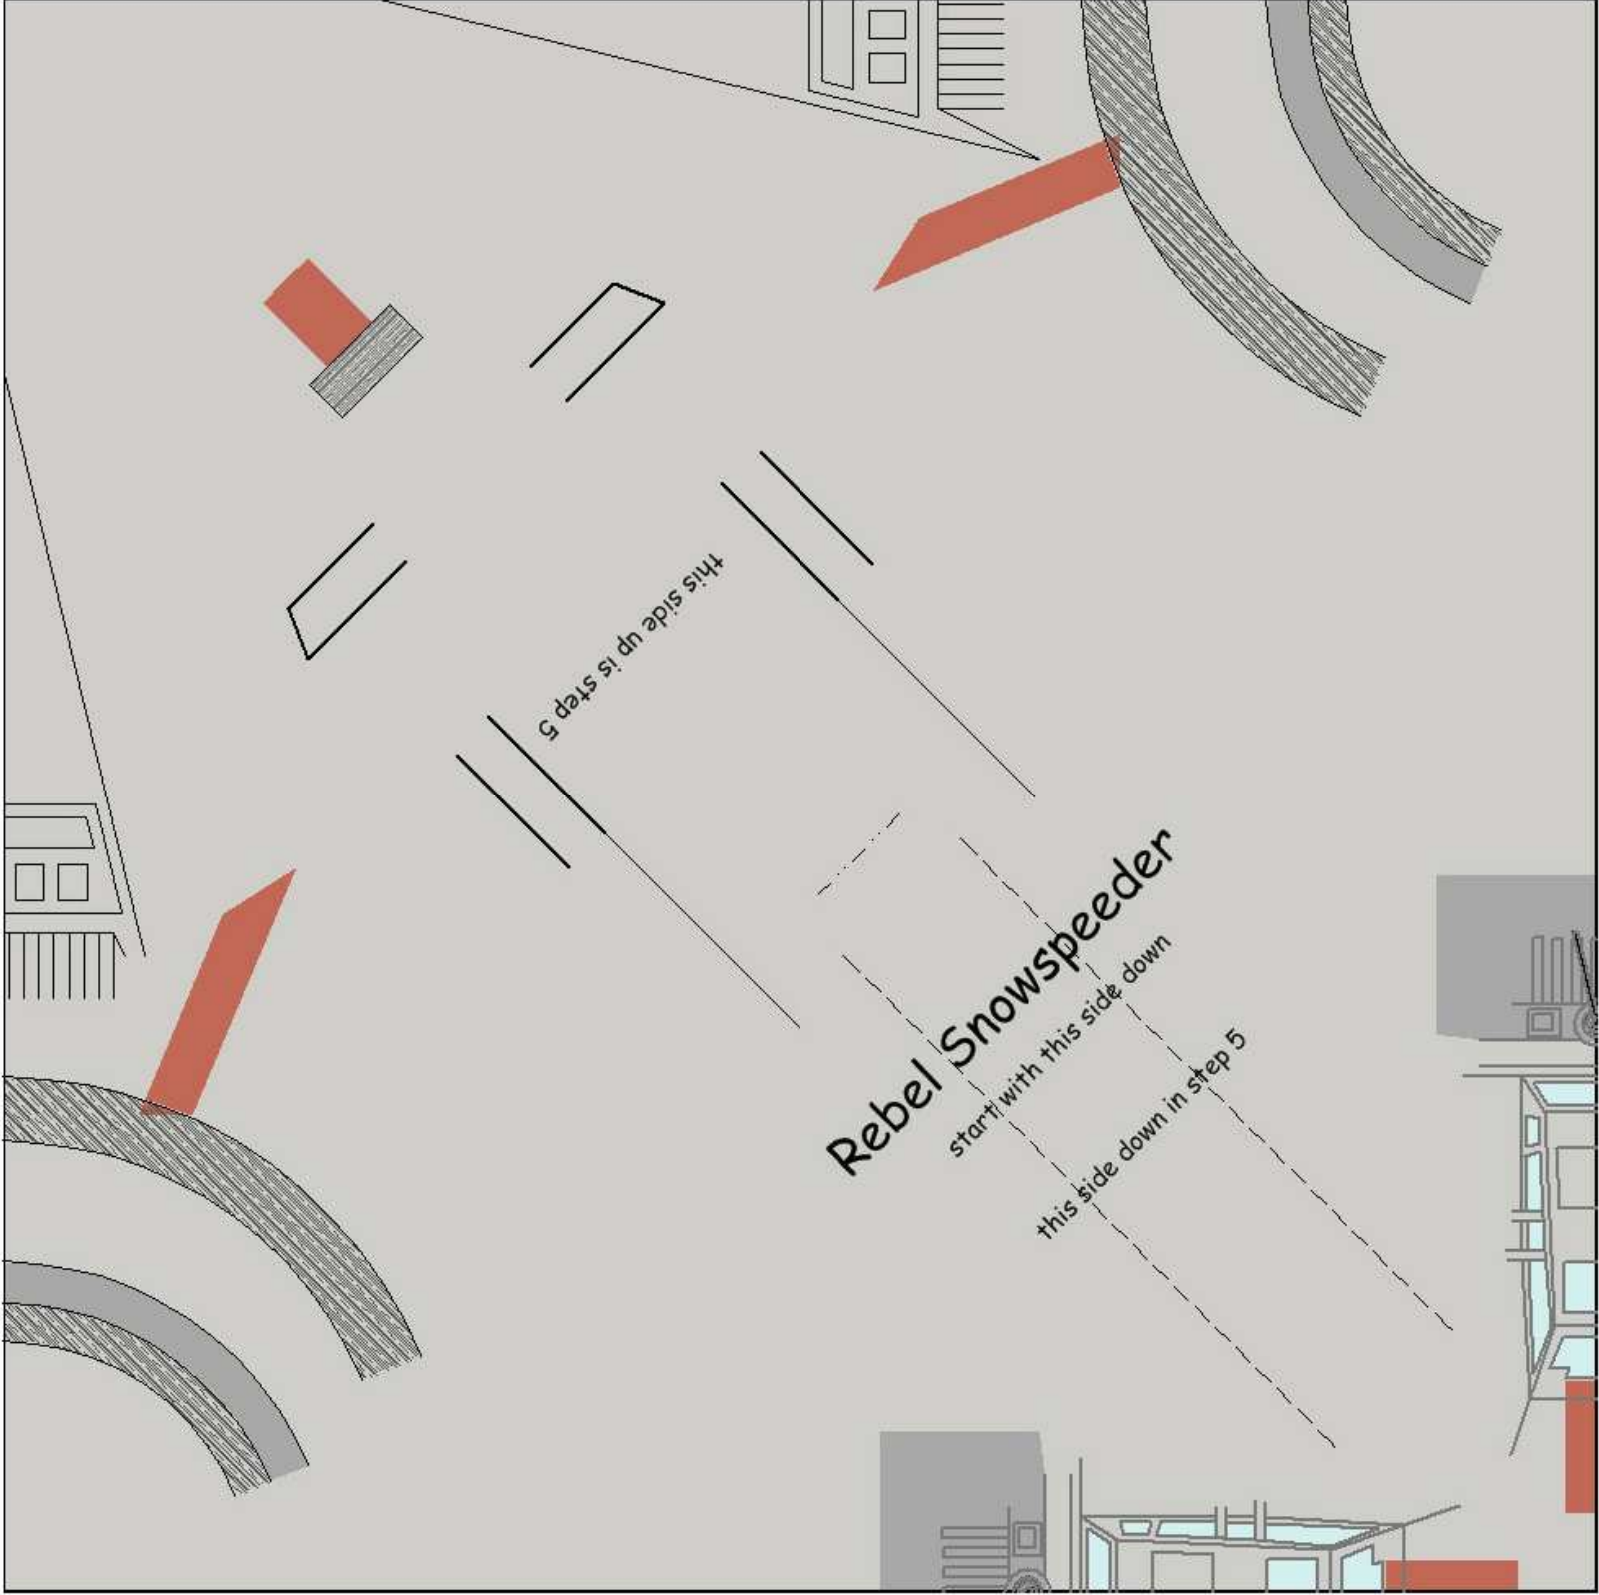 this side up is step 5
Rebel Snowspeeder
start with this side down
this side down in step 5